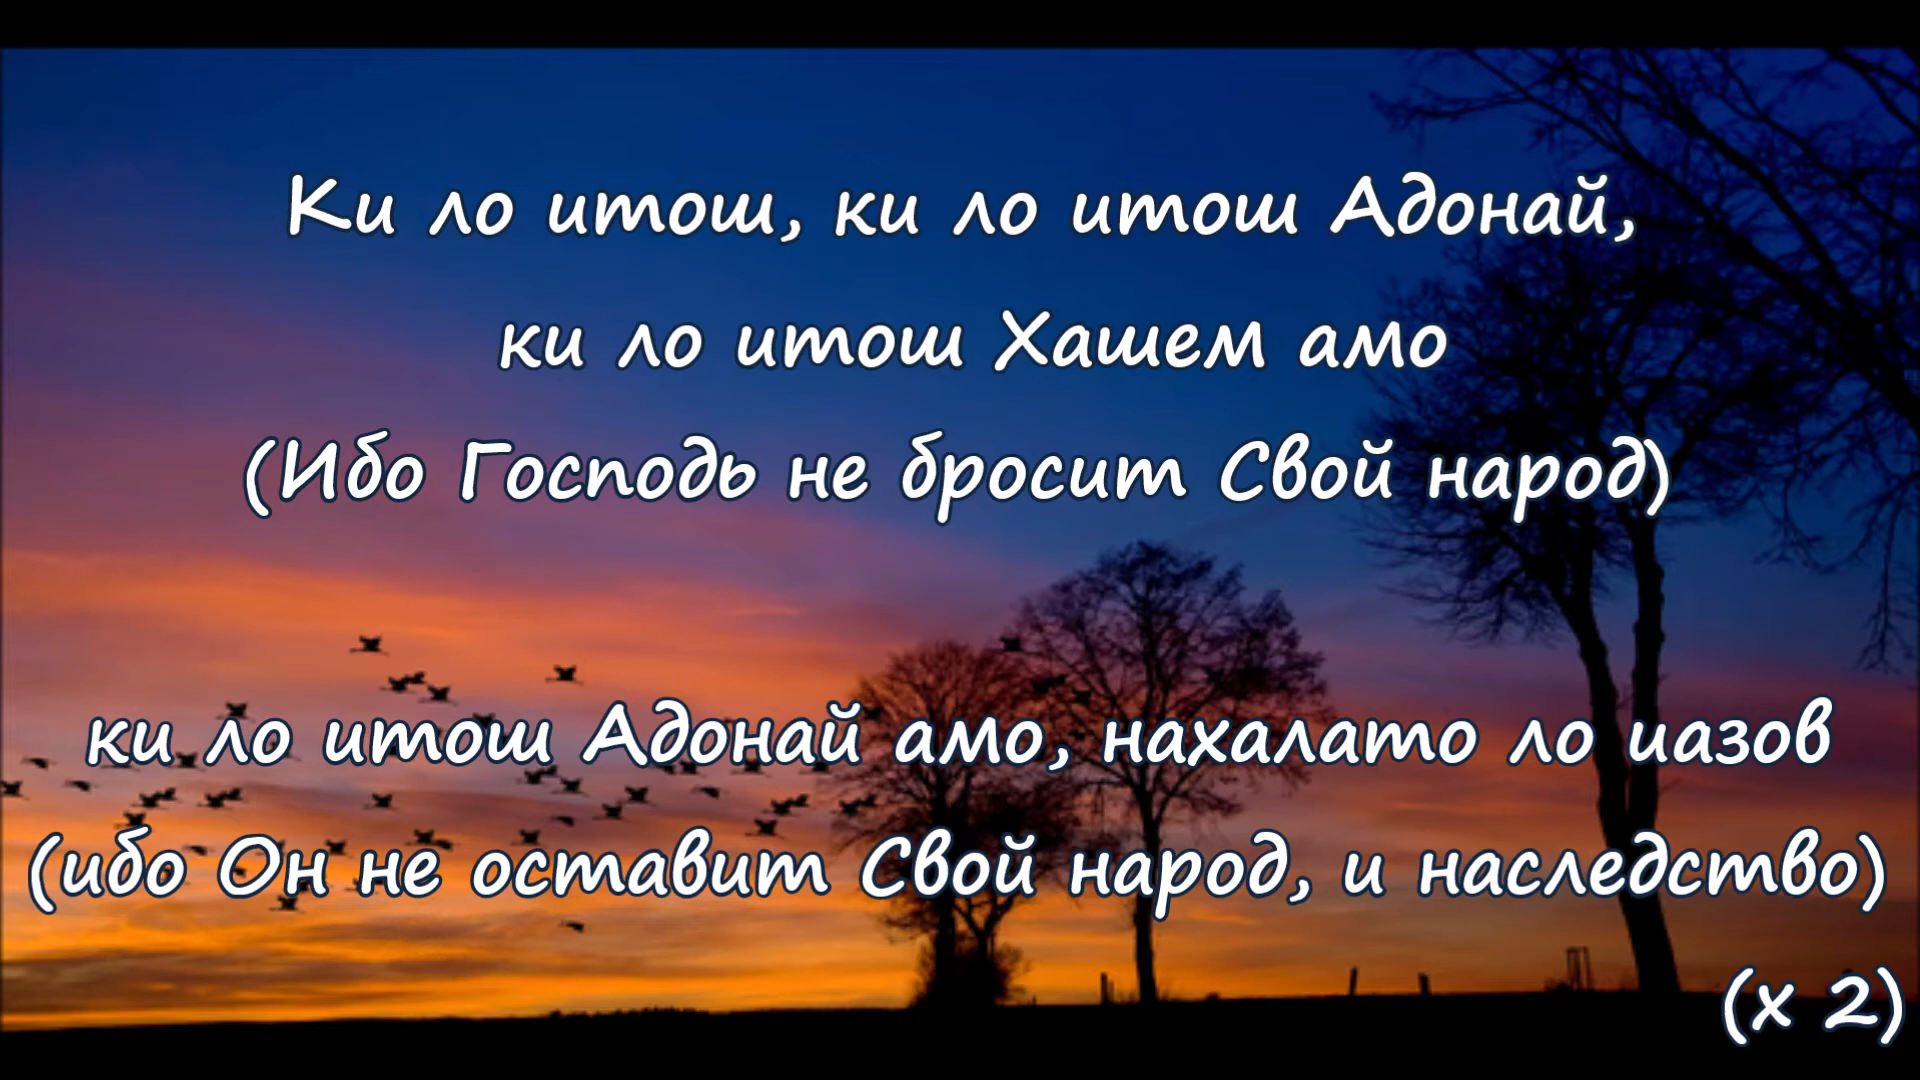 Ки ло итош, ки ло итош Адонай,
ки ло итош Хашем амо
(Ибо Господь не бросит Свой народ)
ки ло итош Адонай амо, нахалато ло иазов
(ибо Он не оставит Свой народ, и наследство)
(х 2)